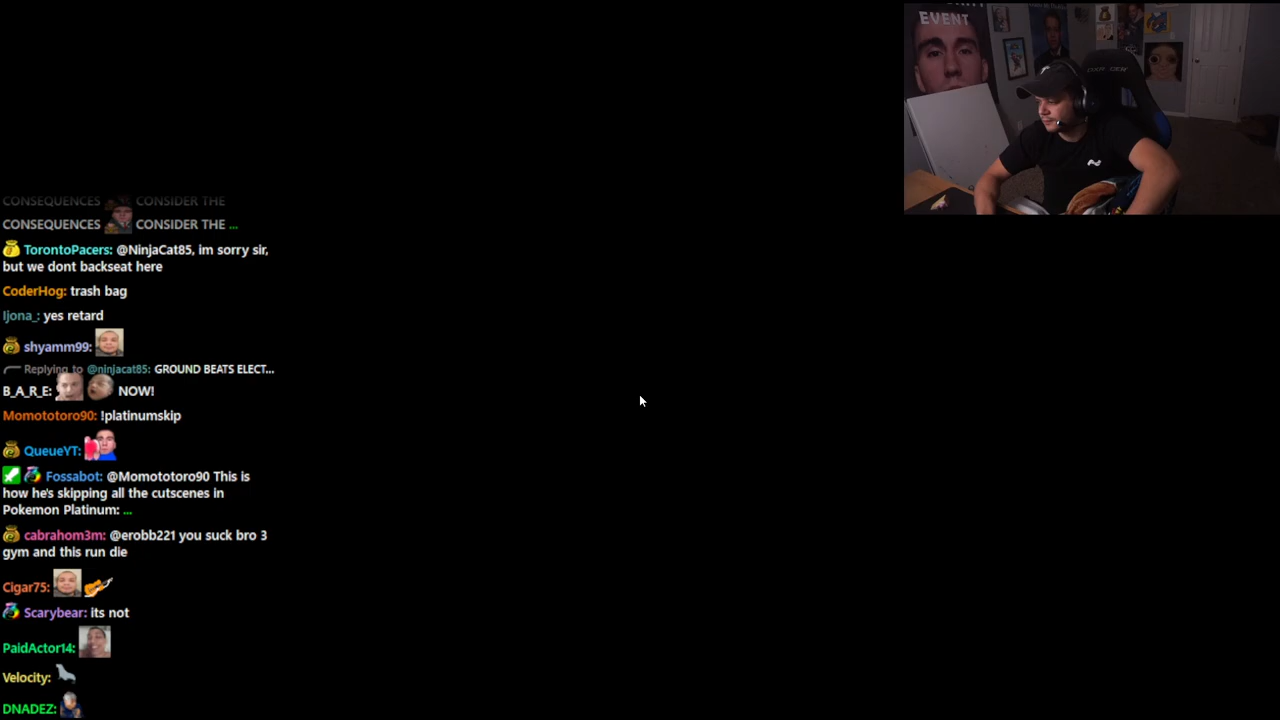 EVENT
CONSEQUENCES CONSIDER THE
CONSEQUENCES CONSIDER THE ...
TorontoPacers: @NinjaCat85, im sorry sir,
but we dont backseat here
CoderHog: trash bag
Ijona_: yes retard
shyamm99:
Replying to @ninjacat85: GROUND BEATS ELECT...
B_A_R_E: NOW!
Momototoro90: !platinumskip
QueueYT:
Fossabot: @Momototoro90 This is
how he's skipping all the cutscenes in
Pokemon Platinum: ...
cabrahom3m: @erobb221 you suck bro 3
gym and this run die
Cigar75:
Scarybear: its not
PaidActor14:
Velocity:
DNADEZ: